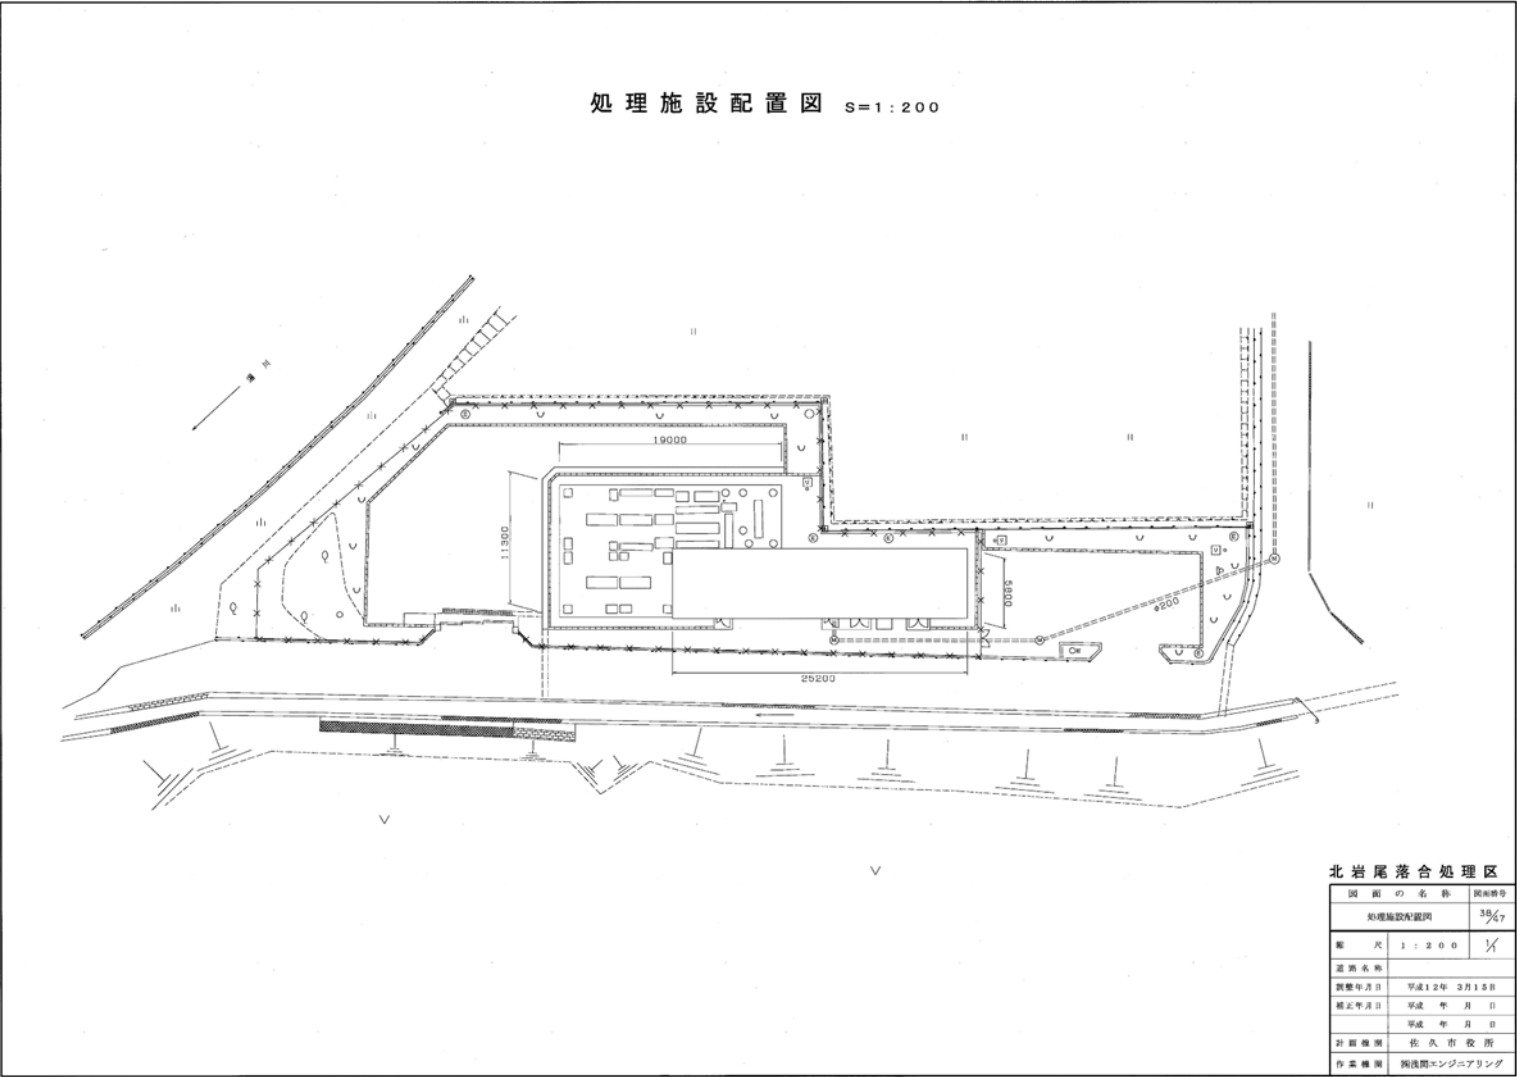 処理施設配置図 S=1:200
19000
11300
5800
φ200
25200
北岩尾落合処理区
図面の名称 図面番号
処理施設配置図 38/47
縮尺 1:200 1/1
道路名称
調整年月日 平成12年 3月15日
補正年月日 平成 年 月 日
平成 年 月 日
計画機関 佐久市役所
作業機関 ㈱浅間エンジニアリング